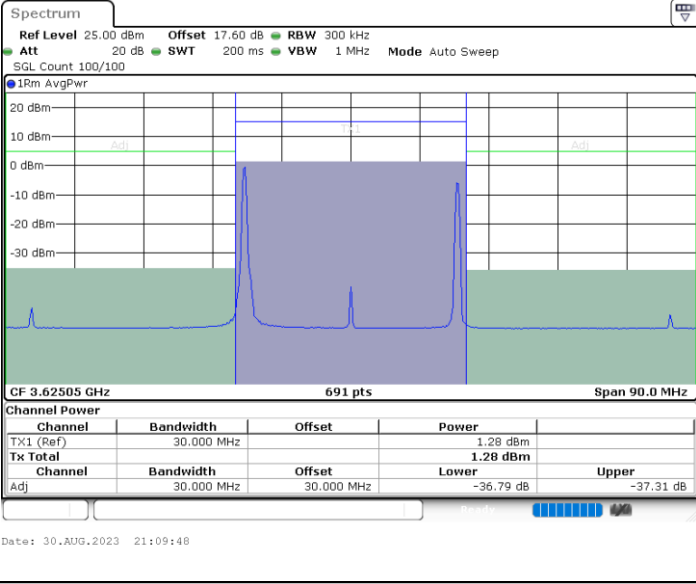 Spectrum
Ref Level 25.00 dBm Offset 17.60 dB RBW 300 kHz
Att 20 dB SWT 200 ms VBW 1 MHz Mode Auto Sweep
SGL Count 100/100
1Rm AvgPwr
20 dBm
TX1
10 dBm
Adj Adj
0 dBm
-10 dBm
-20 dBm
-30 dBm
CF 3.62505 GHz 691 pts Span 90.0 MHz
Channel Power
Channel Bandwidth Offset Power
TX1 (Ref) 30.000 MHz 1.28 dBm
Tx Total 1.28 dBm
Channel Bandwidth Offset Lower Upper
Adj 30.000 MHz 30.000 MHz -36.79 dB -37.31 dB
Ready
Date: 30.AUG.2023 21:09:48